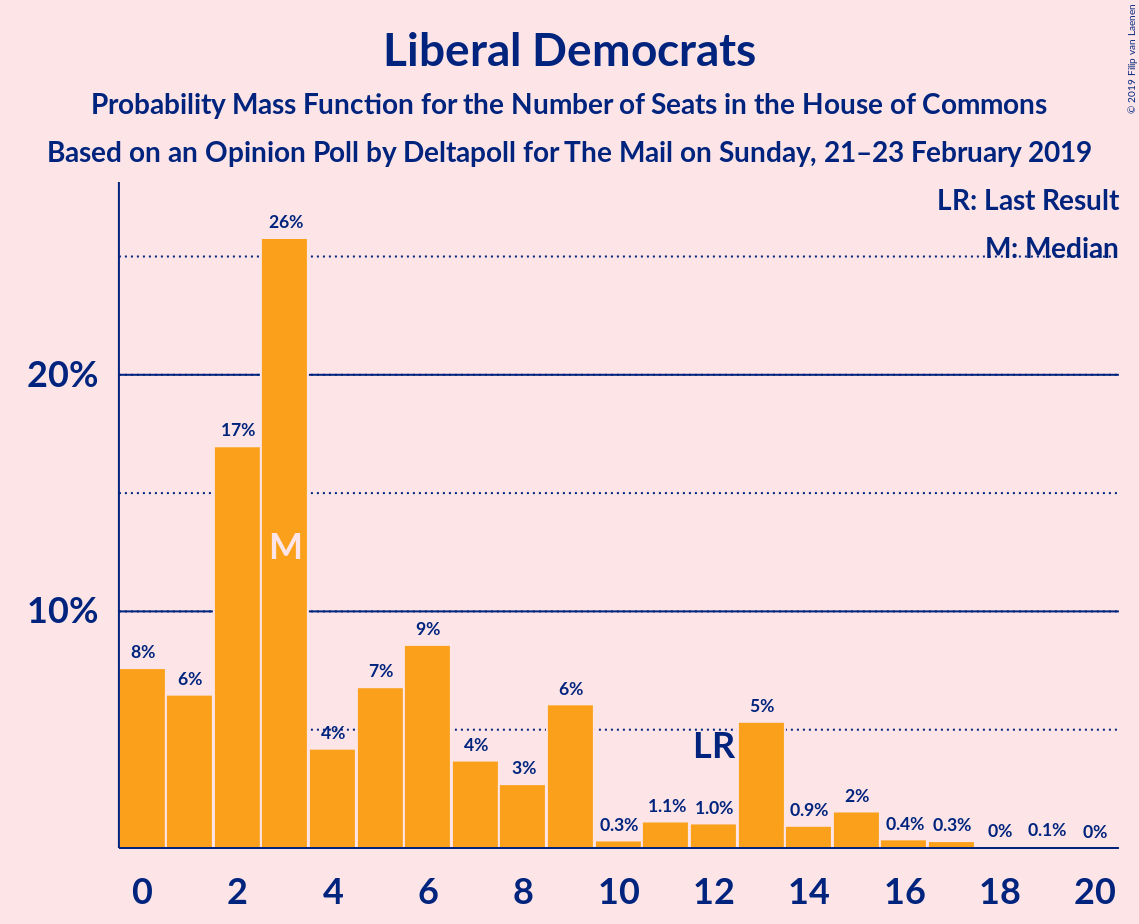 Liberal Democrats
Probability Mass Function for the Number of Seats in the House of Commons
Based on an Opinion Poll by Deltapoll for The Mail on Sunday, 21–23 February 2019
© 2019 Filip van Laenen
LR: Last Result
M: Median
20%
10%
8%
6%
17%
26%
4%
7%
9%
4%
3%
6%
0.3%
1.1%
1.0%
5%
0.9%
2%
0.4%
0.3%
0%
0.1%
0%
M
LR
0 2 4 6 8 10 12 14 16 18 20